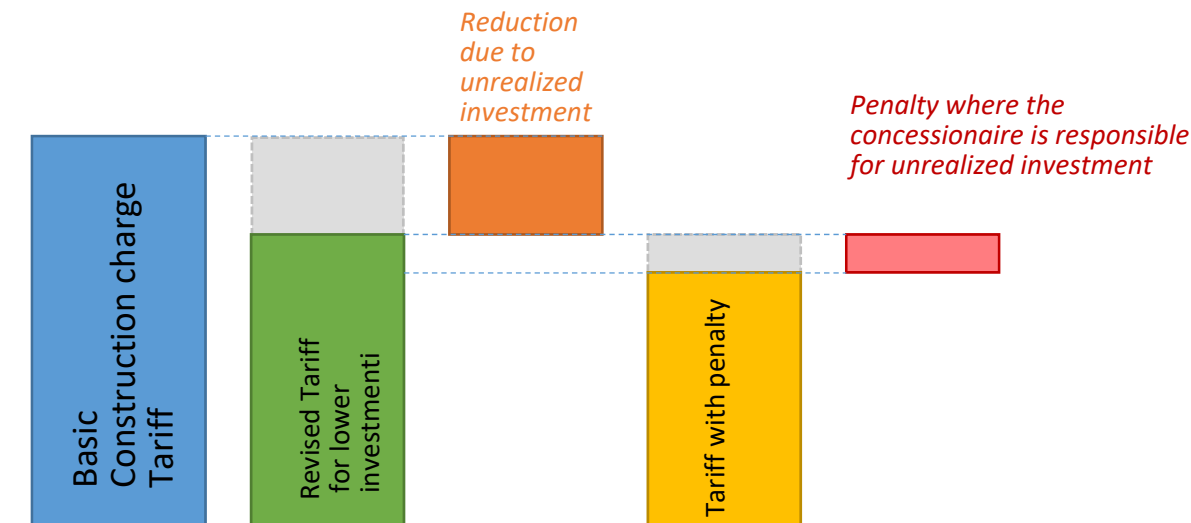 Reduction
due to
unrealized
investment
Penalty where the
concessionaire is responsible
for unrealized investment
Basic
Construction charge
Tariff
Revised Tariff
for lower
investmenti
Tariff with penalty